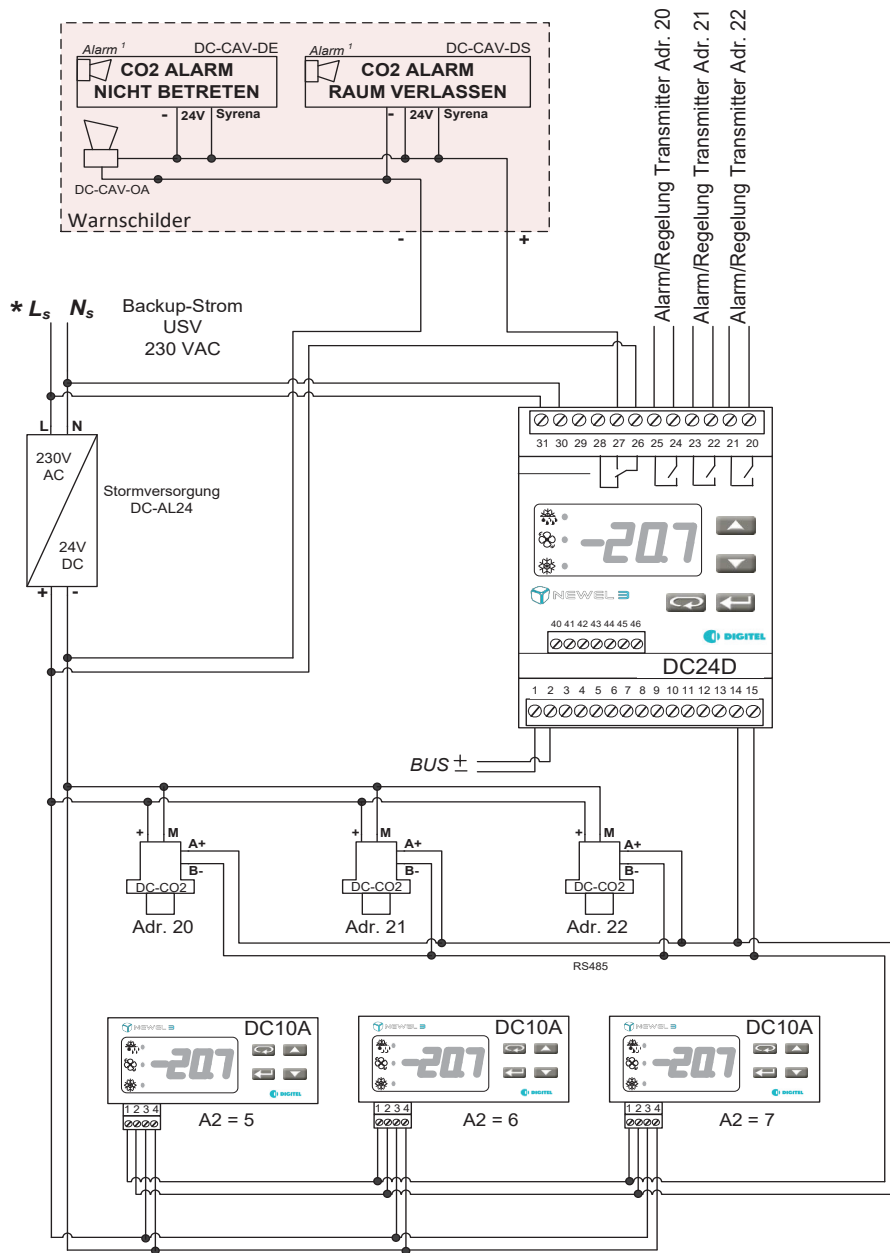 Alarm ¹ DC-CAV-DE
CO2 ALARM
NICHT BETRETEN
- 24V Syrena
Alarm ¹ DC-CAV-DS
CO2 ALARM
RAUM VERLASSEN
- 24V Syrena
DC-CAV-OA
Warnschilder
- +
Alarm/Regelung Transmitter Adr. 20
Alarm/Regelung Transmitter Adr. 21
Alarm/Regelung Transmitter Adr. 22
* Ls Ns
Backup-Strom
USV
230 VAC
L N
230V
AC
24V
DC
+ -
Stormversorgung
DC-AL24
31 30 29 28 27 26 25 24 23 22 21 20
-20.7
NEWEL 3
40 41 42 43 44 45 46
DIGITEL
DC24D
1 2 3 4 5 6 7 8 9 10 11 12 13 14 15
BUS ±
+ M
A+
B-
DC-CO2
Adr. 20
+ M
A+
B-
DC-CO2
Adr. 21
+ M
A+
B-
DC-CO2
Adr. 22
RS485
NEWEL 3 DC10A
-20.7
DIGITEL
1 2 3 4
A2 = 5
NEWEL 3 DC10A
-20.7
DIGITEL
1 2 3 4
A2 = 6
NEWEL 3 DC10A
-20.7
DIGITEL
1 2 3 4
A2 = 7